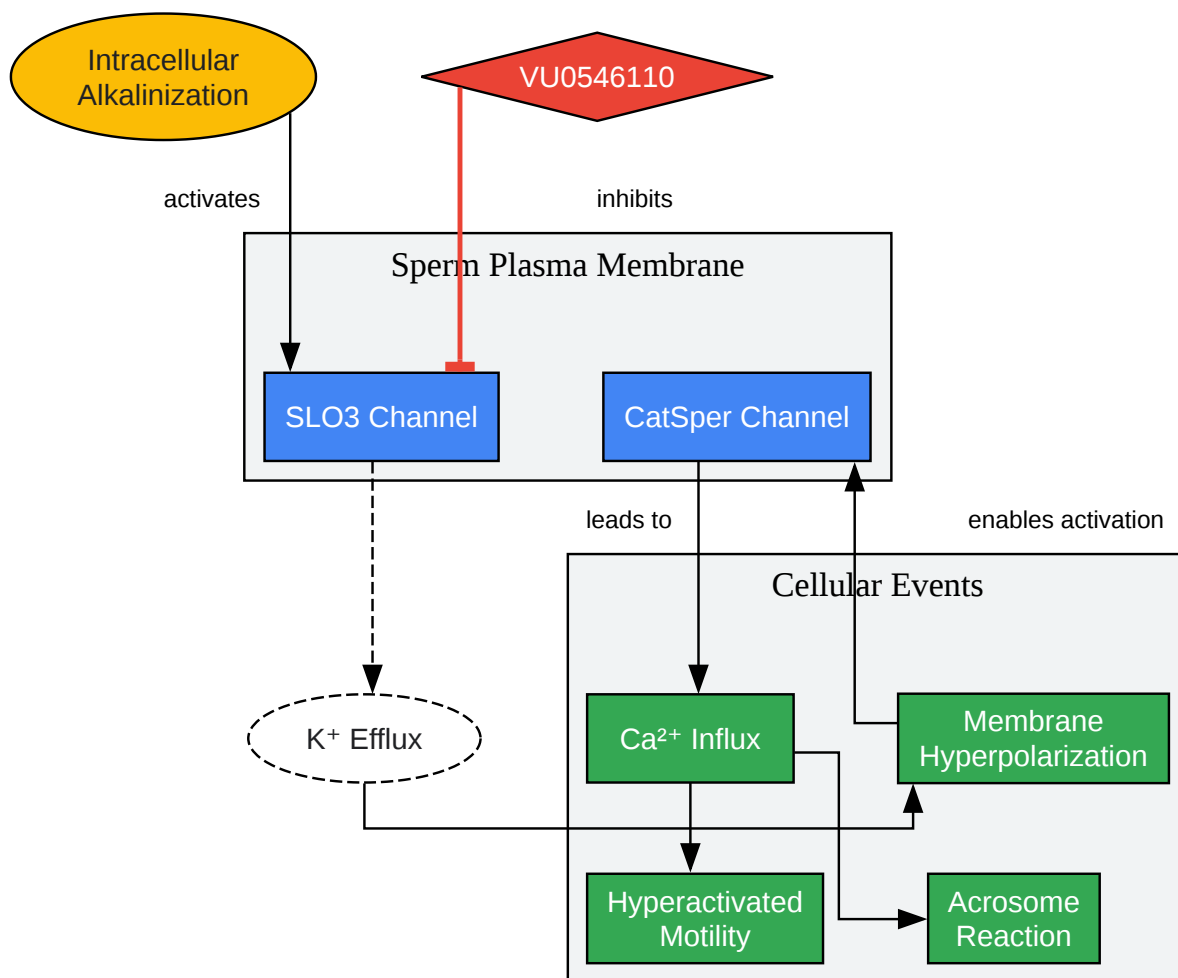 Intracellular
Alkalinization
VU0546110
activates
inhibits
Sperm Plasma Membrane
SLO3 Channel
CatSper Channel
leads to
enables activation
Cellular Events
K⁺ Efflux
Ca²⁺ Influx
Membrane
Hyperpolarization
Hyperactivated
Motility
Acrosome
Reaction